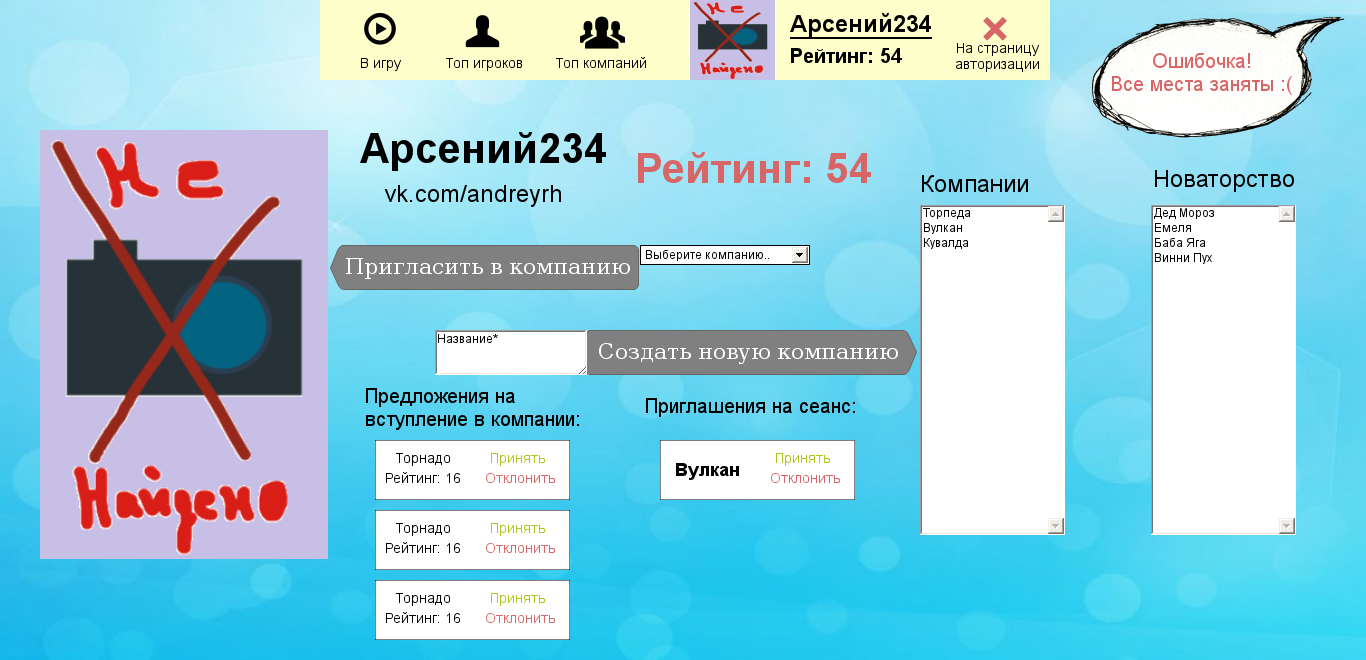 В игру
Топ игроков
Топ компаний
Не
Найдено
Арсений234
Рейтинг: 54
На страницу
авторизации
Ошибочка!
Все места заняты :(
Не
Найдено
Арсений234
vk.com/andreyrh
Рейтинг: 54
Пригласить в компанию
Выберите компанию..
Название*
Создать новую компанию
Предложения на
вступление в компании:
Торнадо Принять
Рейтинг: 16 Отклонить
Торнадо Принять
Рейтинг: 16 Отклонить
Торнадо Принять
Рейтинг: 16 Отклонить
Приглашения на сеанс:
Вулкан
Принять
Отклонить
Компании
Торпеда
Вулкан
Кувалда
Новаторство
Дед Мороз
Емеля
Баба Яга
Винни Пух